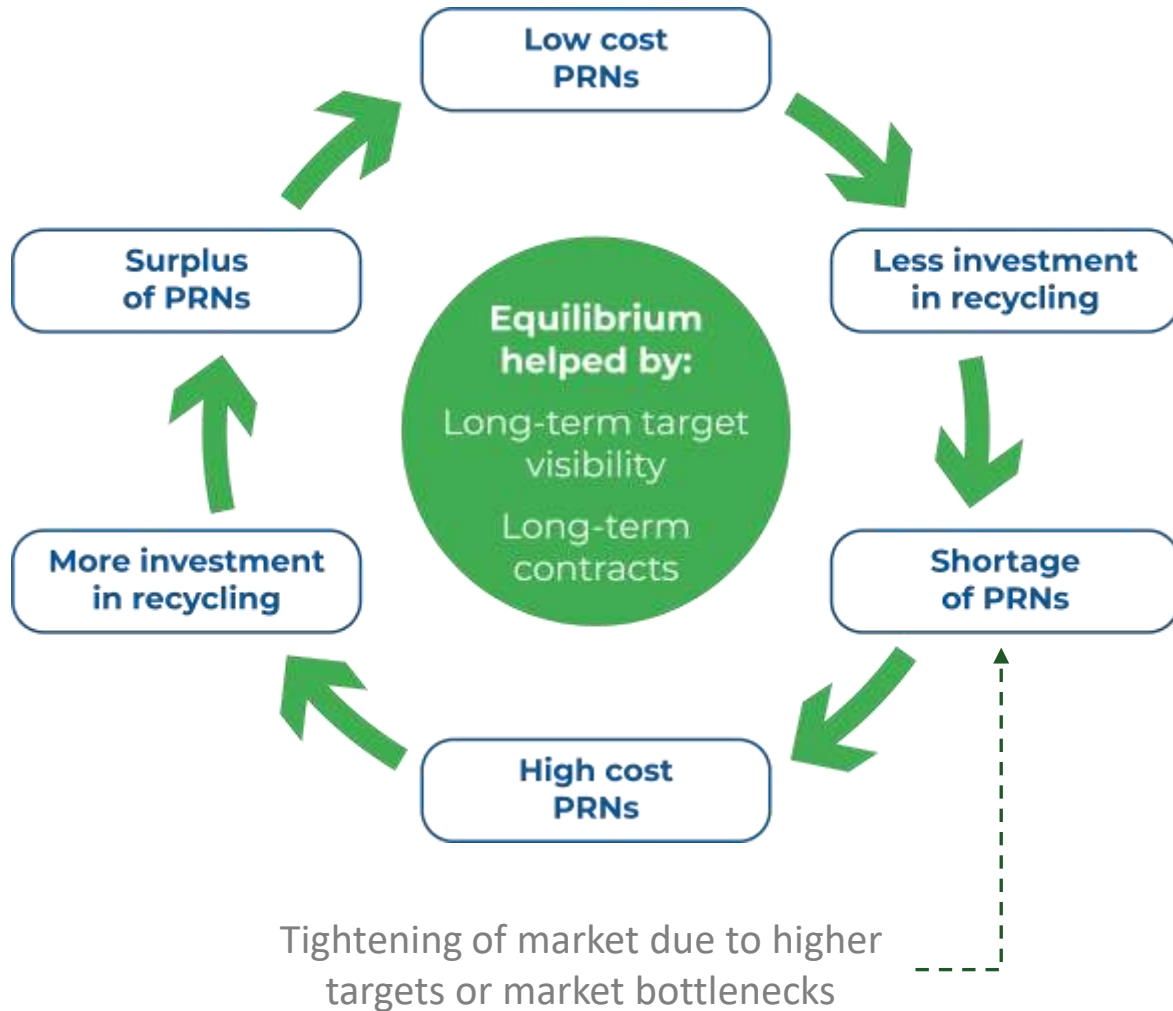 Low cost
PRNs
Less investment
in recycling
Shortage
of PRNs
High cost
PRNs
More investment
in recycling
Surplus
of PRNs
Equilibrium
helped by:
Long-term target
visibility
Long-term
contracts
Tightening of market due to higher
targets or market bottlenecks